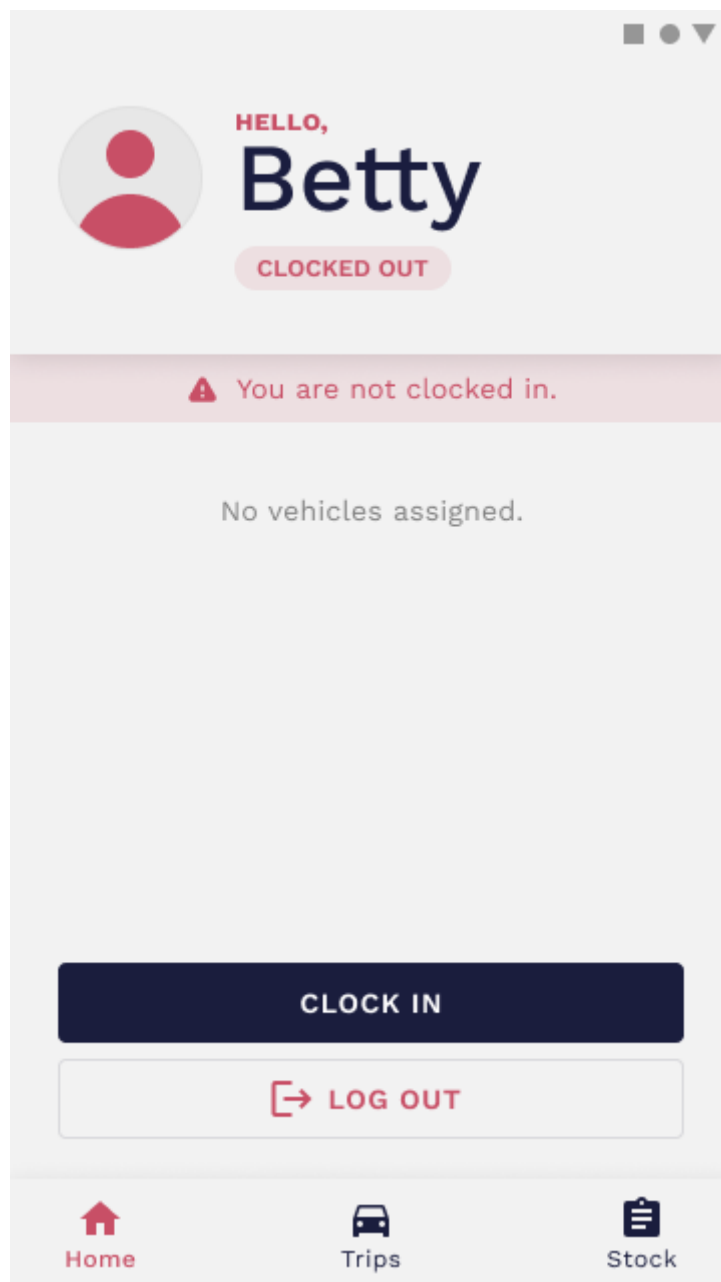 HELLO,
Betty
CLOCKED OUT
You are not clocked in.
No vehicles assigned.
CLOCK IN
LOG OUT
Home
Trips
Stock